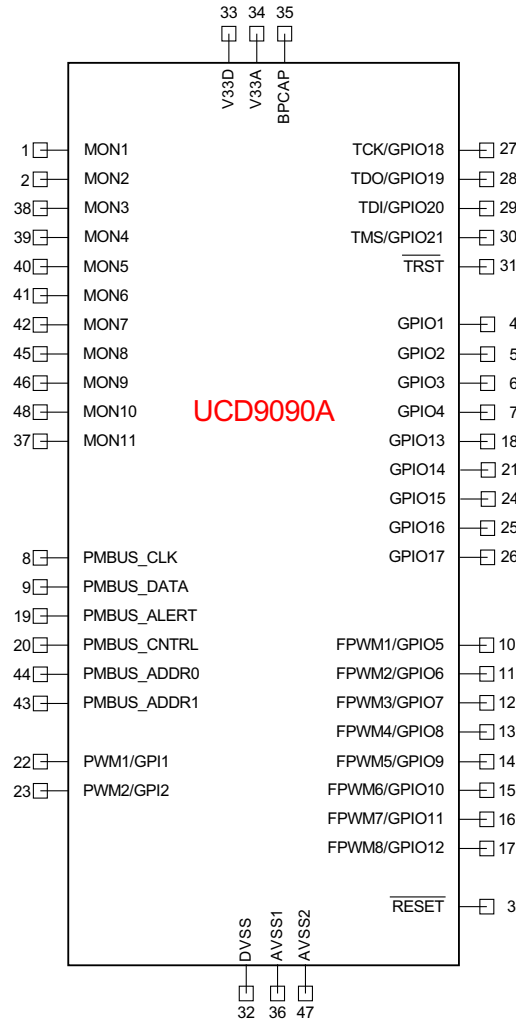 33 34 35
V33D V33A BPCAP
1 MON1 TCK/GPIO18 27
2 MON2 TDO/GPIO19 28
38 MON3 TDI/GPIO20 29
39 MON4 TMS/GPIO21 30
40 MON5 TRST 31
41 MON6
42 MON7 GPIO1 4
45 MON8 GPIO2 5
46 MON9 GPIO3 6
48 MON10 UCD9090A GPIO4 7
37 MON11 GPIO13 18
GPIO14 21
GPIO15 24
GPIO16 25
8 PMBUS_CLK GPIO17 26
9 PMBUS_DATA
19 PMBUS_ALERT
20 PMBUS_CNTRL FPWM1/GPIO5 10
44 PMBUS_ADDR0 FPWM2/GPIO6 11
43 PMBUS_ADDR1 FPWM3/GPIO7 12
FPWM4/GPIO8 13
22 PWM1/GPI1 FPWM5/GPIO9 14
23 PWM2/GPI2 FPWM6/GPIO10 15
FPWM7/GPIO11 16
FPWM8/GPIO12 17
RESET 3
DVSS AVSS1 AVSS2
32 36 47